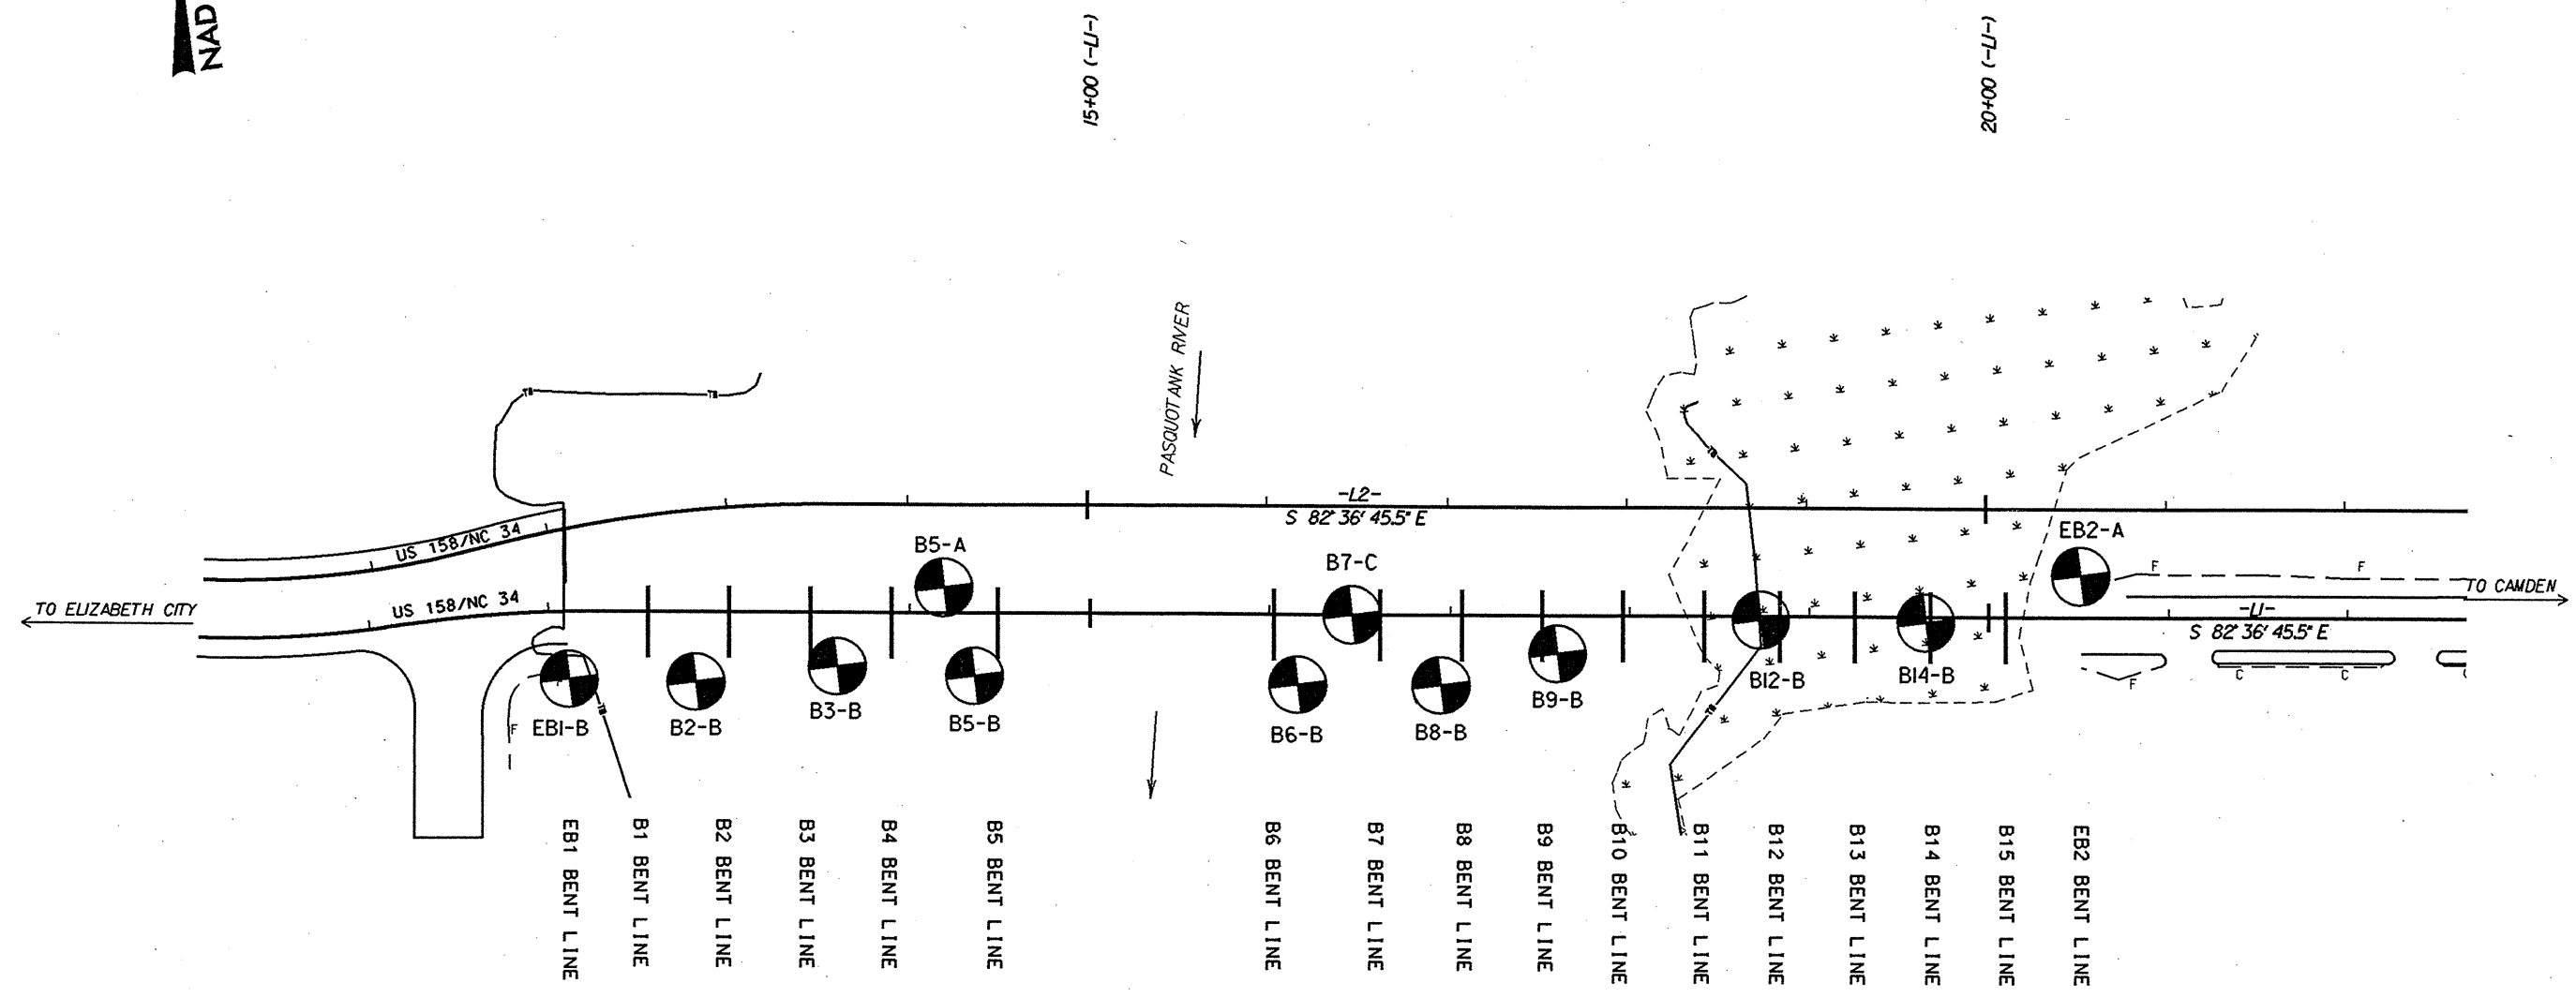 NAD
15+00 (-L1-)
20+00 (-L1-)
PASQUOTANK RIVER
-L2-
S 82° 36' 45.5" E
US 158/NC 34
US 158/NC 34
TO ELIZABETH CITY
TO CAMDEN
-L1-
S 82° 36' 45.5" E
B5-A
B7-C
EB2-A
EB1-B
B2-B
B3-B
B5-B
B6-B
B8-B
B9-B
B12-B
B14-B
TB
TB
TB
TB
TB
F
F
F
F
C
C
EB1 BENT LINE
B1 BENT LINE
B2 BENT LINE
B3 BENT LINE
B4 BENT LINE
B5 BENT LINE
B6 BENT LINE
B7 BENT LINE
B8 BENT LINE
B9 BENT LINE
B10 BENT LINE
B11 BENT LINE
B12 BENT LINE
B13 BENT LINE
B14 BENT LINE
B15 BENT LINE
EB2 BENT LINE